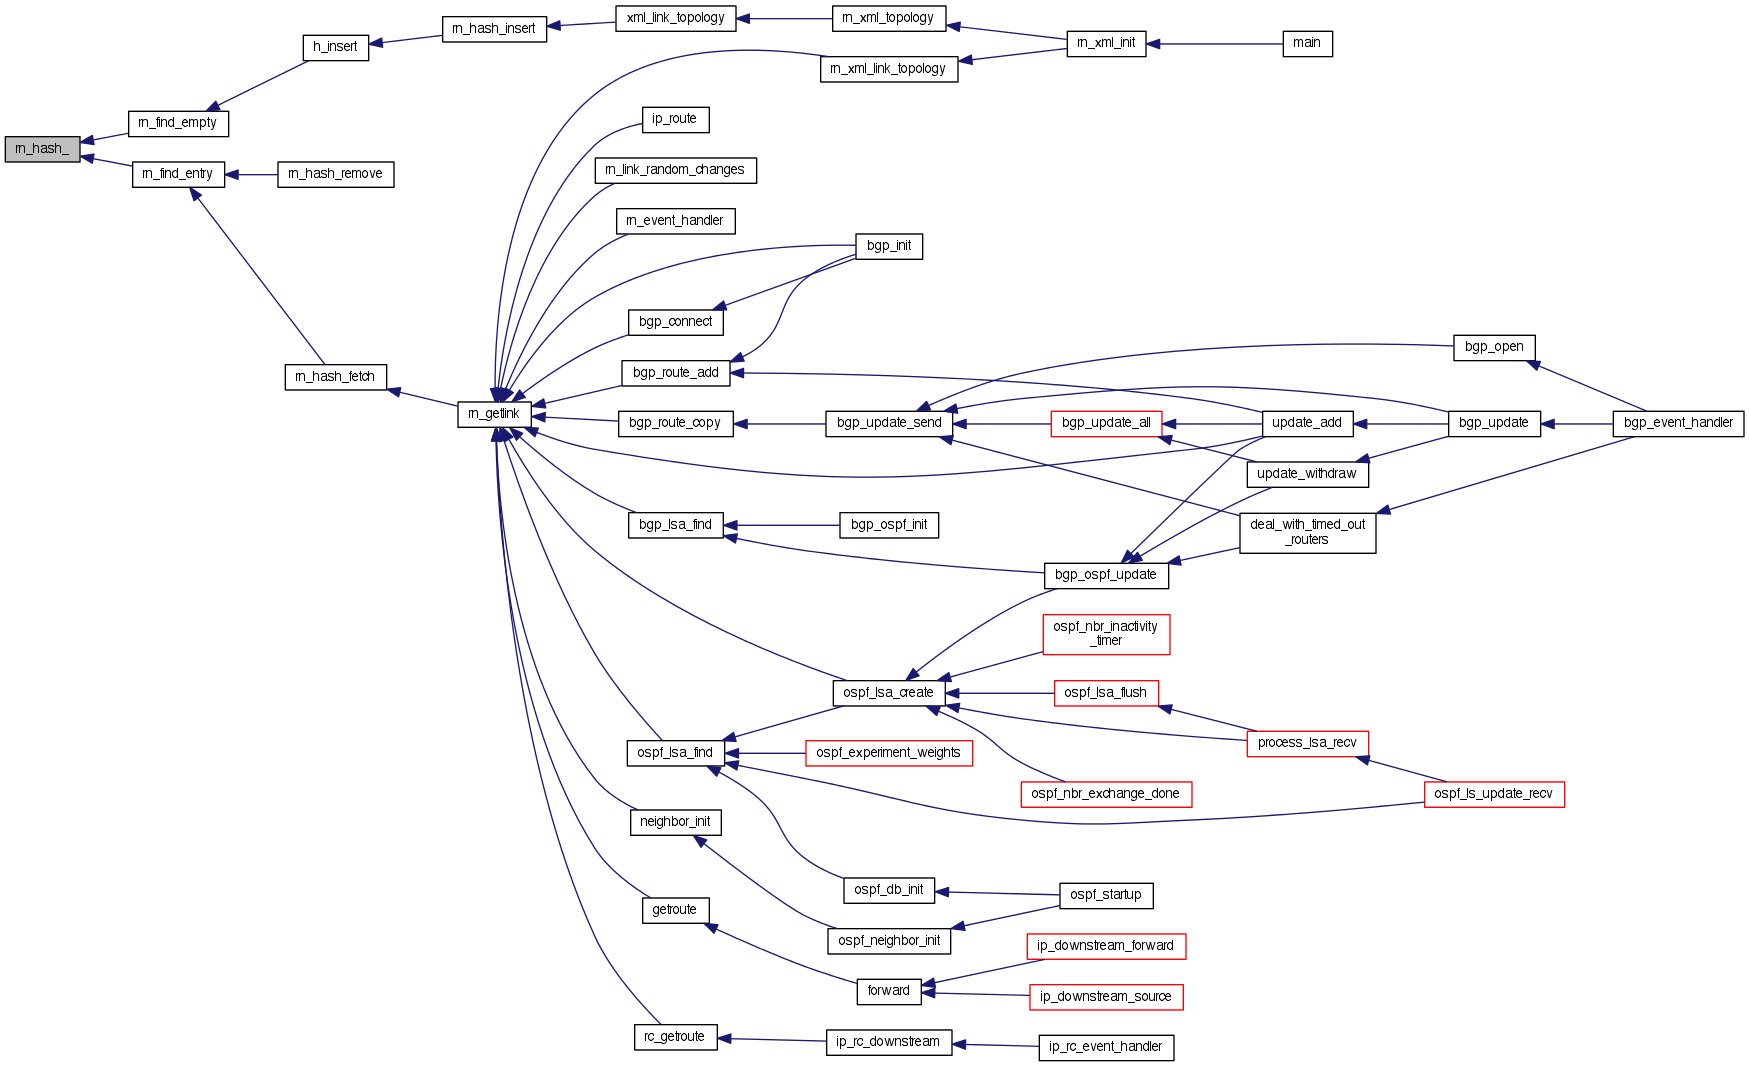 rn_hash_
rn_find_empty
rn_find_entry
h_insert
rn_hash_remove
rn_hash_fetch
rn_hash_insert
rn_getlink
xml_link_topology
ip_route
rn_link_random_changes
rn_event_handler
bgp_connect
bgp_route_add
bgp_route_copy
bgp_lsa_find
ospf_lsa_find
neighbor_init
getroute
rc_getroute
rn_xml_topology
rn_xml_link_topology
bgp_init
bgp_update_send
bgp_ospf_init
ospf_lsa_create
ospf_experiment_weights
ospf_db_init
ospf_neighbor_init
forward
ip_rc_downstream
rn_xml_init
bgp_update_all
bgp_ospf_update
ospf_nbr_inactivity
_timer
ospf_lsa_flush
ospf_nbr_exchange_done
ospf_startup
ip_downstream_forward
ip_downstream_source
ip_rc_event_handler
main
update_add
update_withdraw
deal_with_timed_out
_routers
process_lsa_recv
bgp_open
bgp_update
ospf_ls_update_recv
bgp_event_handler